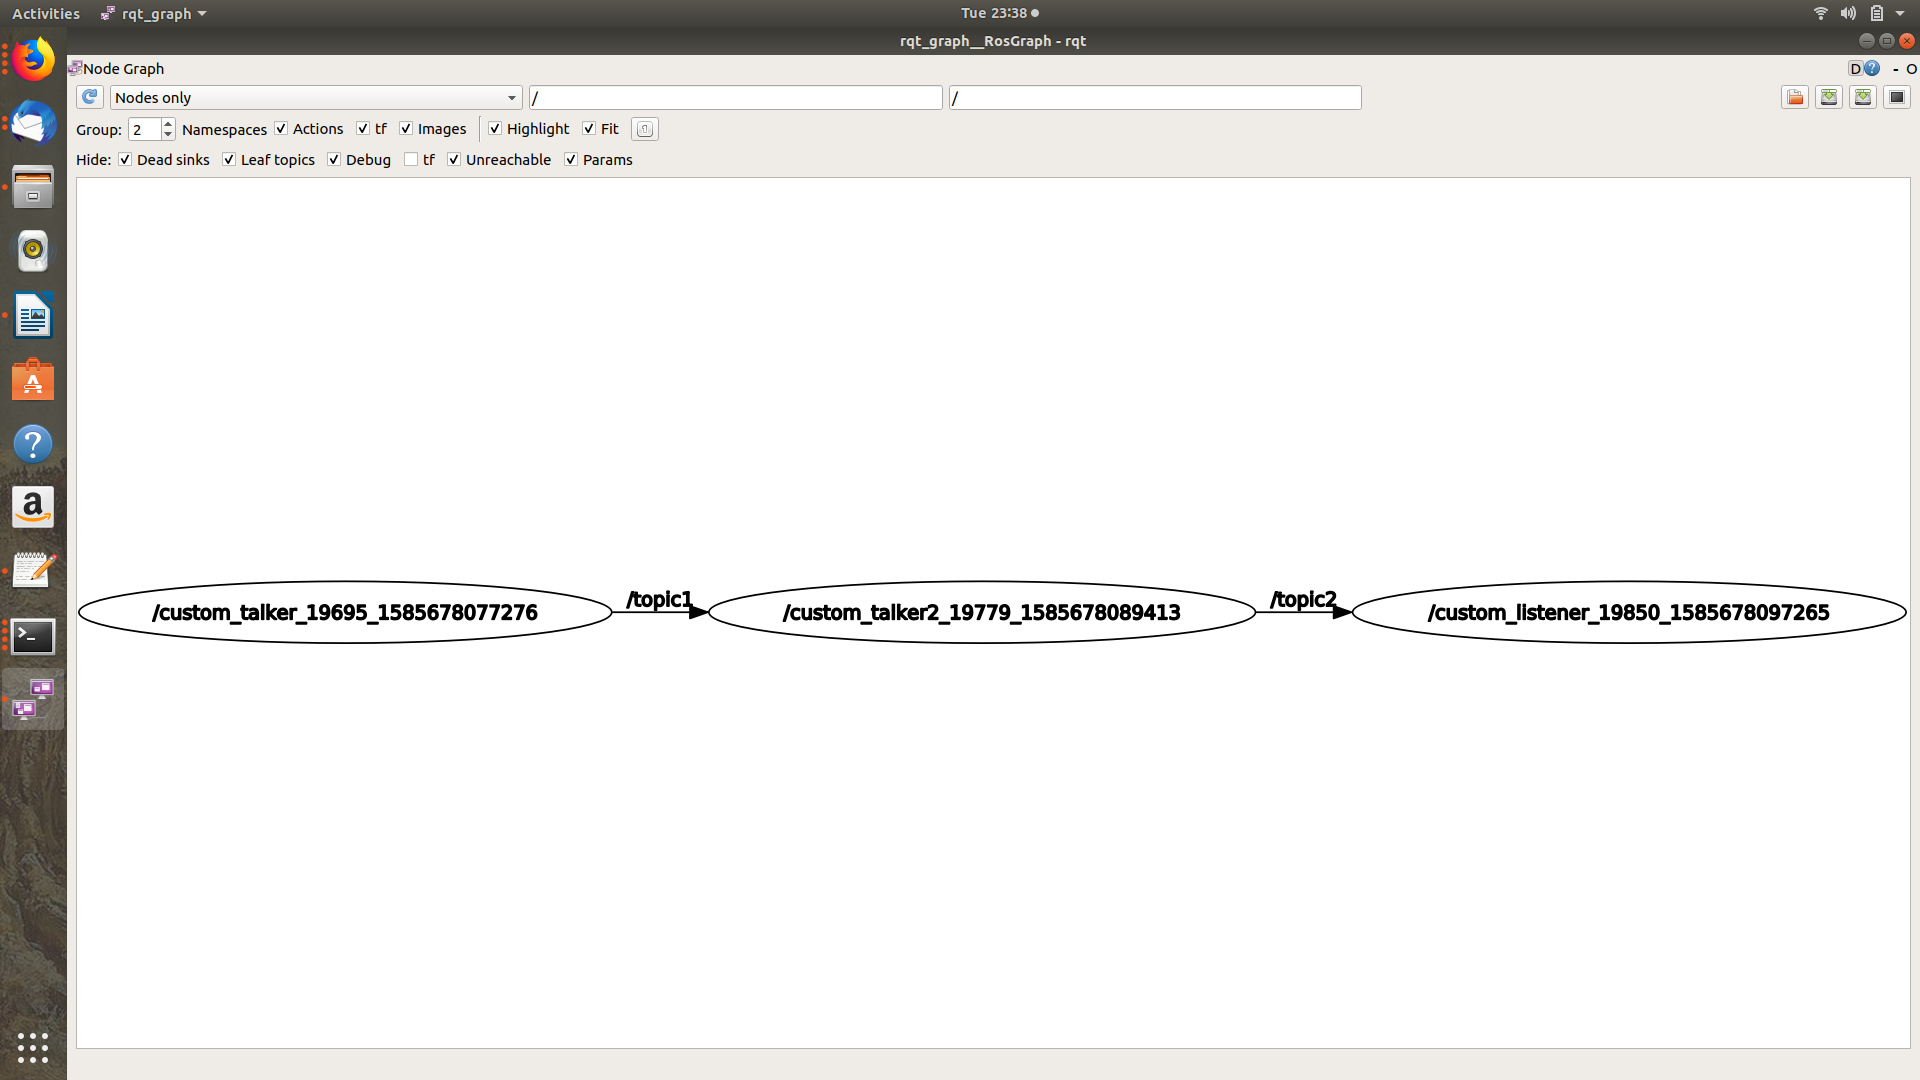 Activities rqt_graph Tue 23:38
rqt_graph__RosGraph - rqt
Node Graph D ? - O
Nodes only / /
Group: 2 Namespaces Actions tf Images Highlight Fit
Hide: Dead sinks Leaf topics Debug tf Unreachable Params
/custom_talker_19695_1585678077276 /topic1 /custom_talker2_19779_1585678089413 /topic2 /custom_listener_19850_1585678097265